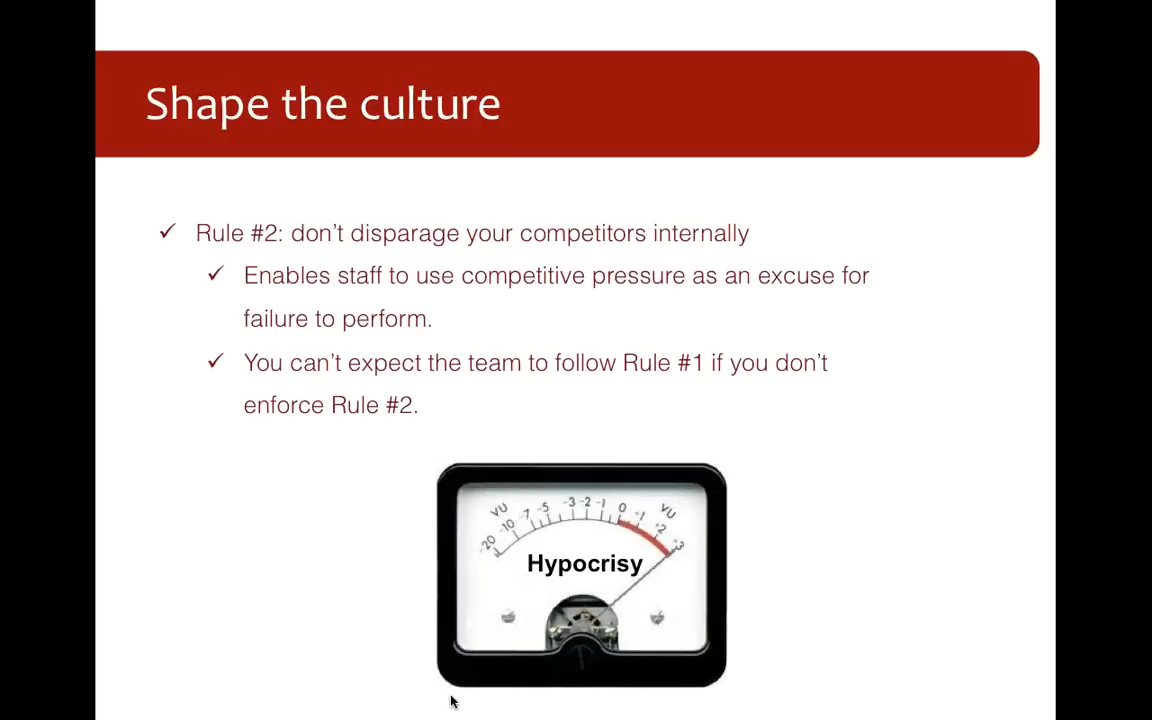 Shape the culture
Rule #2: don't disparage your competitors internally
Enables staff to use competitive pressure as an excuse for
failure to perform.
You can't expect the team to follow Rule #1 if you don't
enforce Rule #2.
VU -20 -10 -7 -5 -3 -2 -1 0 +1 +2 +3 VU
Hypocrisy